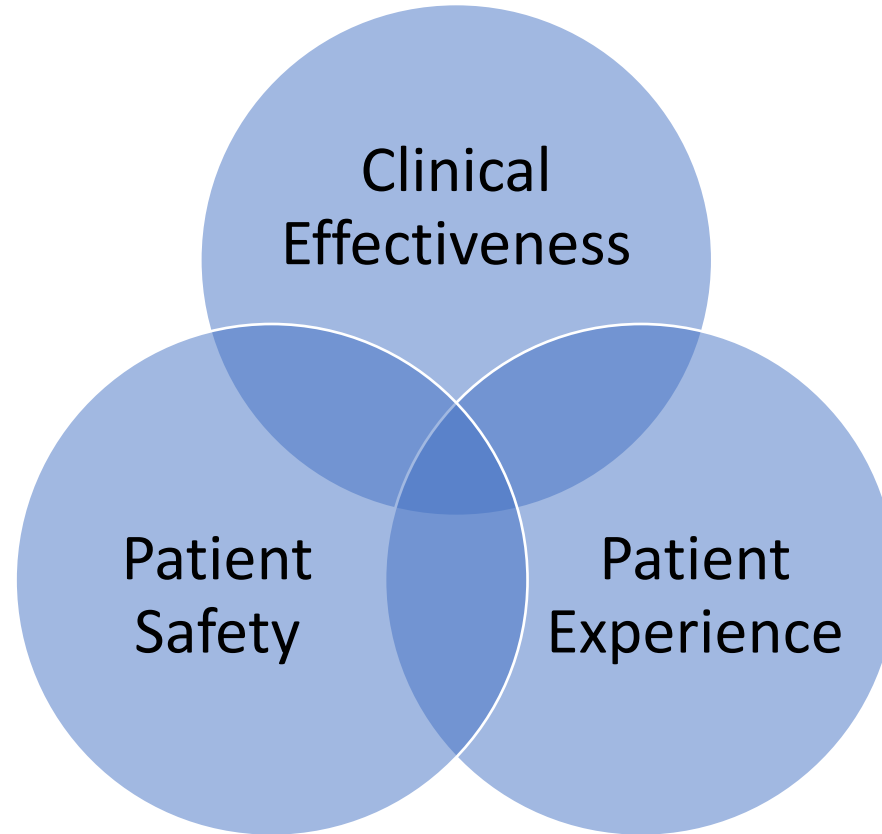 Clinical
Effectiveness
Patient
Safety
Patient
Experience